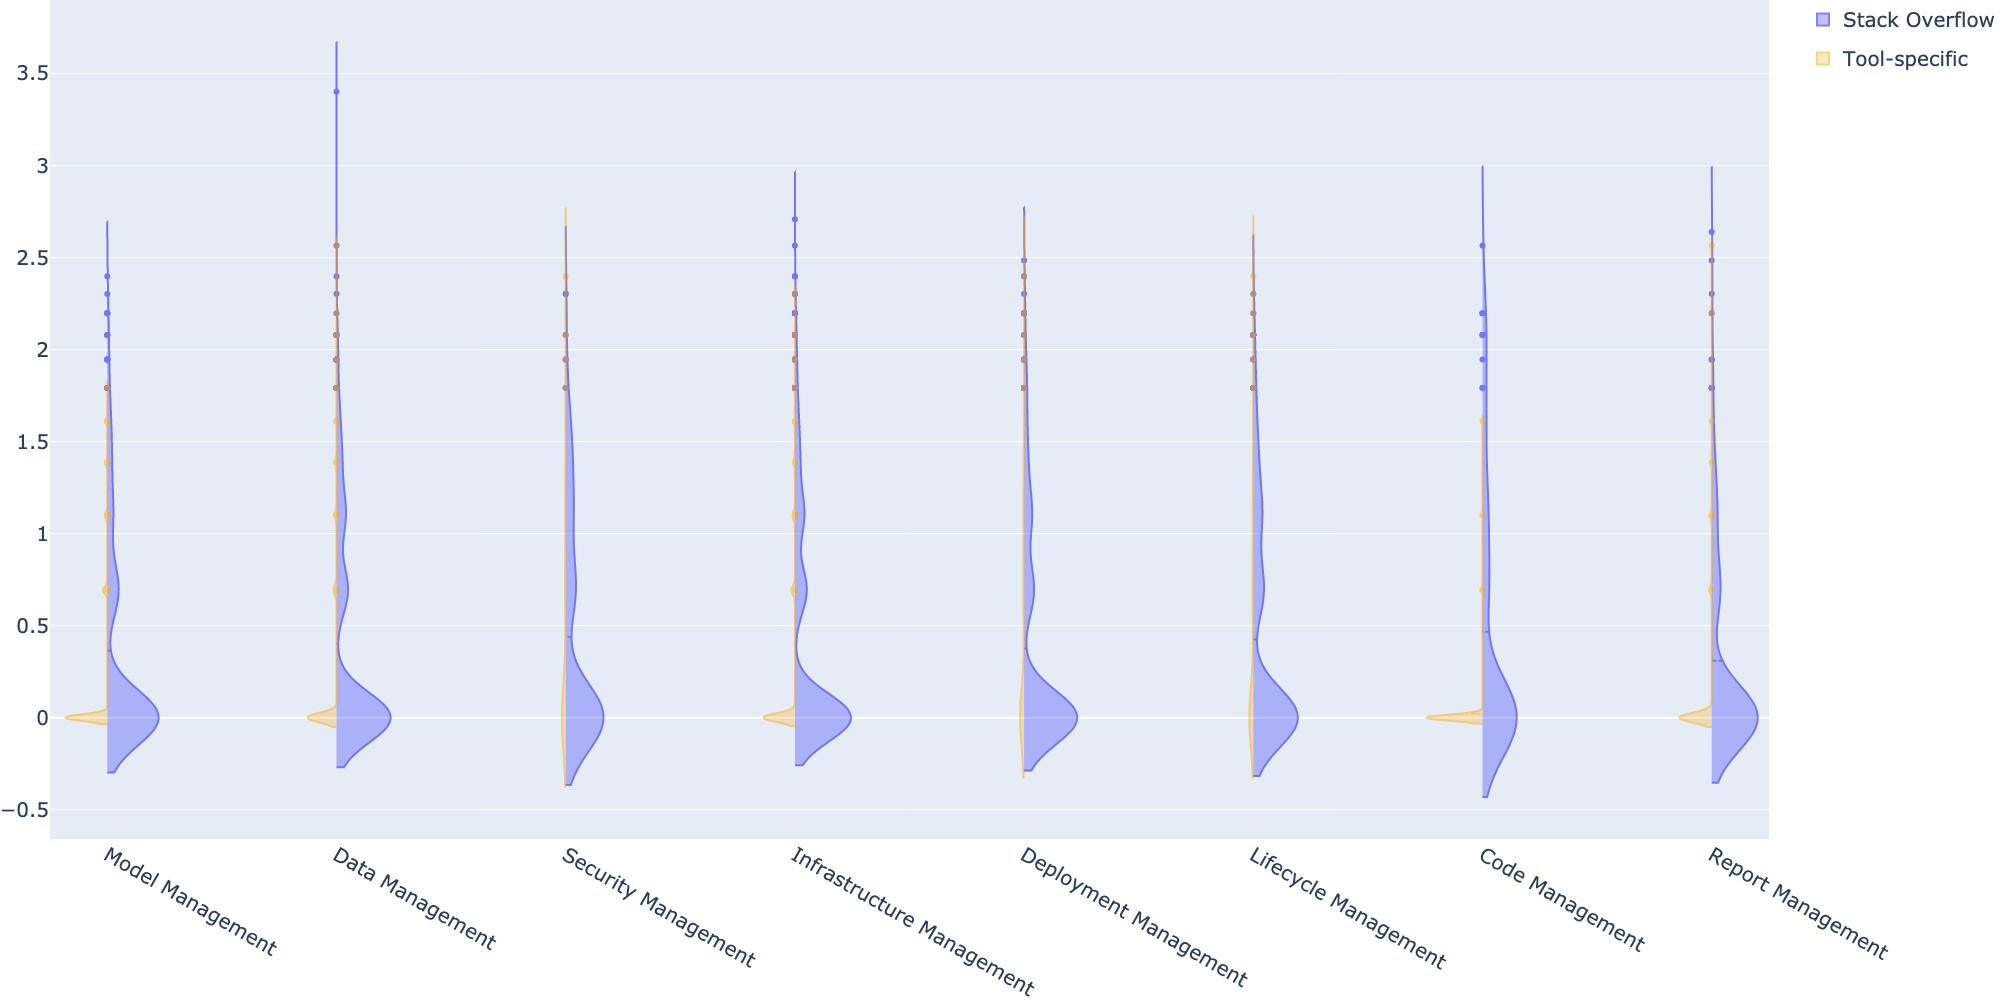 Stack Overflow
Tool-specific
3.5
3
2.5
2
1.5
1
0.5
0
−0.5
Model Management
Data Management
Security Management
Infrastructure Management
Deployment Management
Lifecycle Management
Code Management
Report Management